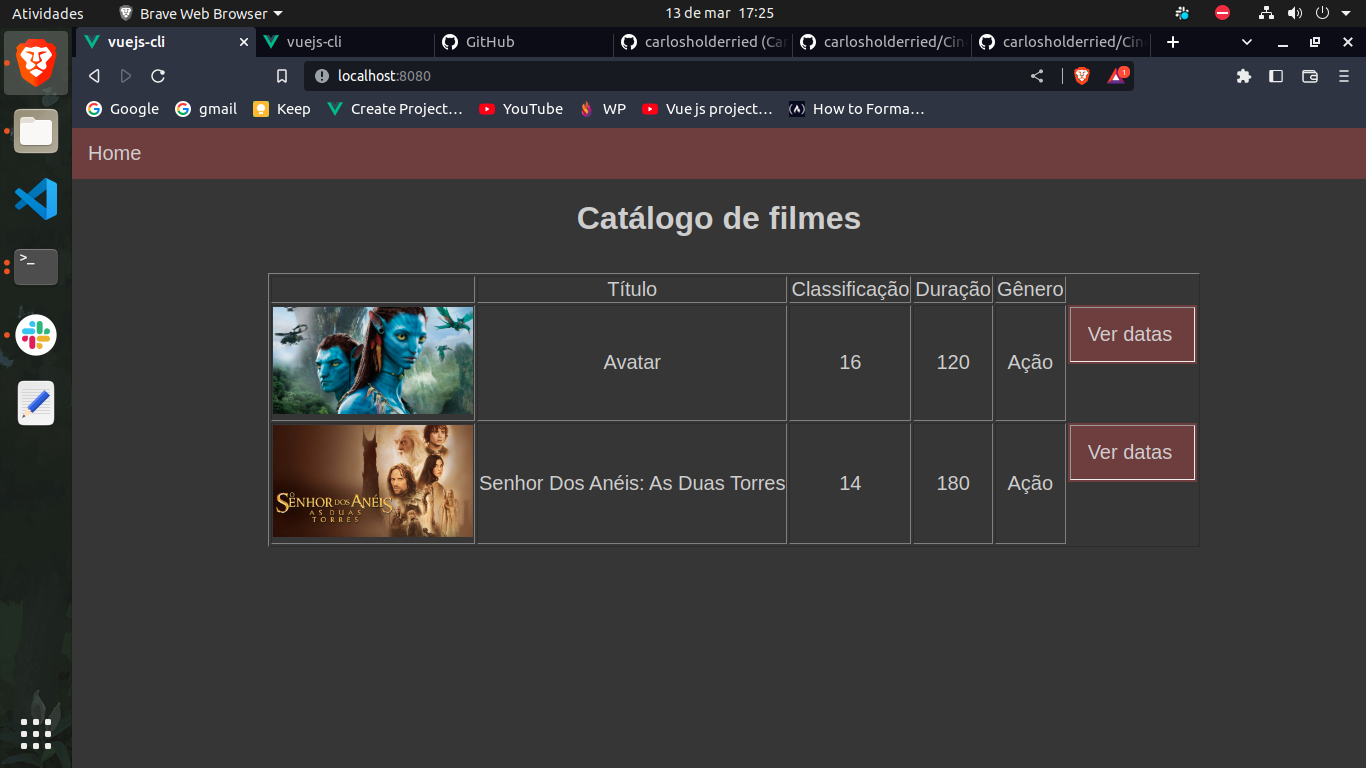 Atividades Brave Web Browser 13 de mar 17:25
vuejs-cli vuejs-cli GitHub carlosholderried (Car carlosholderried/Cin carlosholderried/Cin
localhost:8080 1
Google gmail Keep Create Project… YouTube WP Vue js project… How to Forma…
Home
Catálogo de filmes
Título Classificação Duração Gênero
Avatar 16 120 Ação Ver datas
O SENHOR DOS ANÉIS
AS DUAS
TORRES
Senhor Dos Anéis: As Duas Torres 14 180 Ação Ver datas
>_